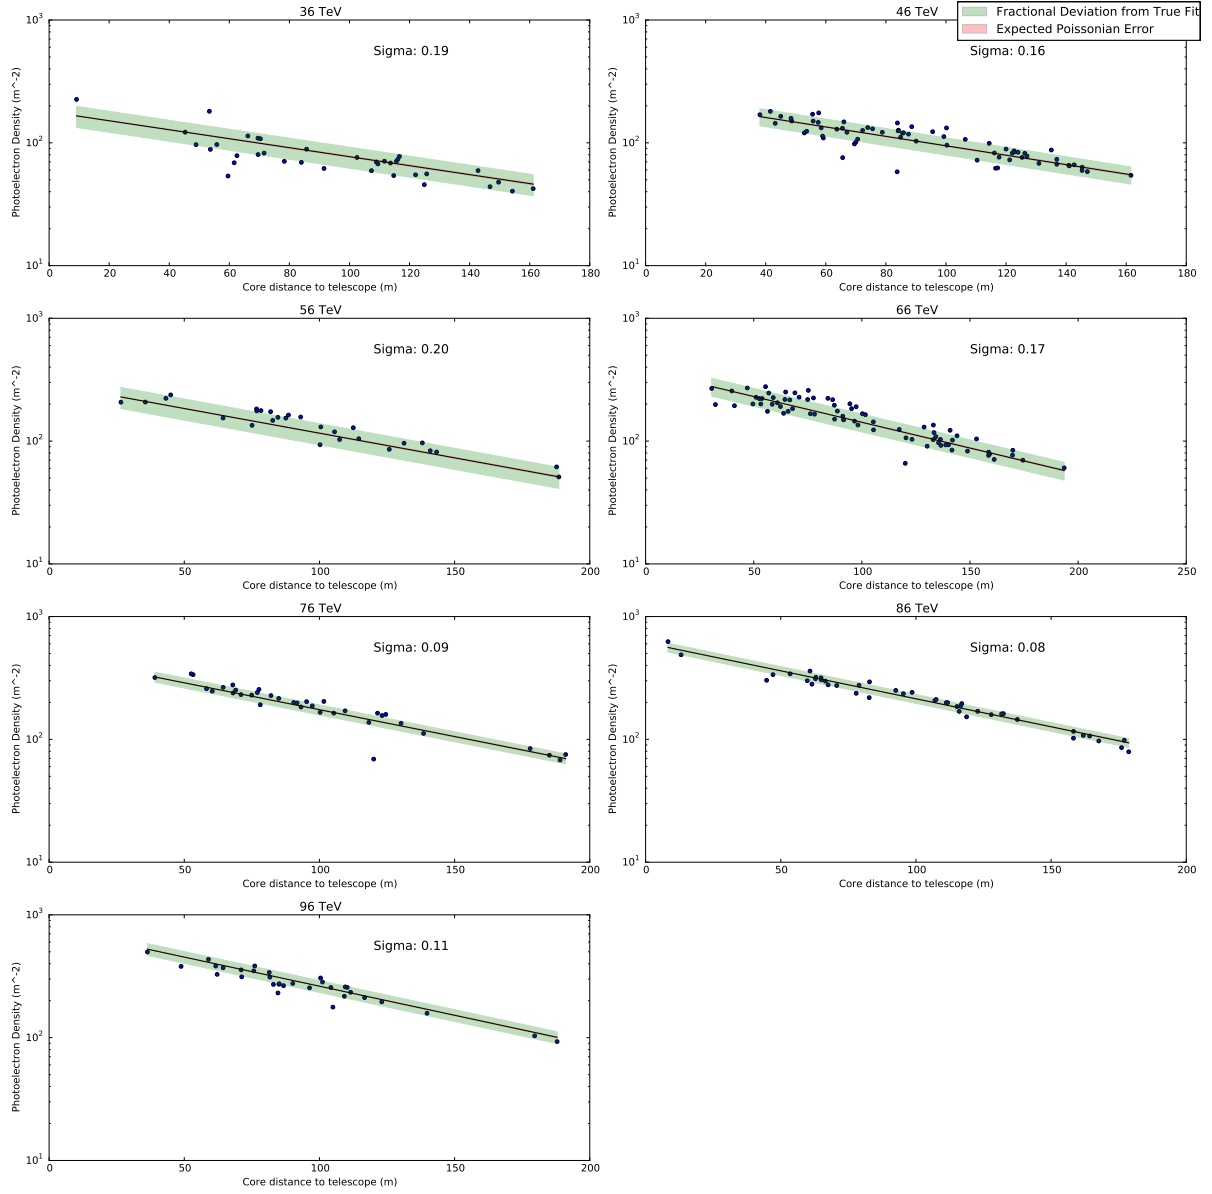 36 TeV
Sigma: 0.19
Photoelectron Density (m^-2)
10^3
10^2
10^1
0 20 40 60 80 100 120 140 160 180
Core distance to telescope (m)
46 TeV
Fractional Deviation from True Fit
Expected Poissonian Error
Sigma: 0.16
Photoelectron Density (m^-2)
10^3
10^2
10^1
0 20 40 60 80 100 120 140 160 180
Core distance to telescope (m)
56 TeV
Sigma: 0.20
Photoelectron Density (m^-2)
10^3
10^2
10^1
0 50 100 150 200
Core distance to telescope (m)
66 TeV
Sigma: 0.17
Photoelectron Density (m^-2)
10^3
10^2
10^1
0 50 100 150 200 250
Core distance to telescope (m)
76 TeV
Sigma: 0.09
Photoelectron Density (m^-2)
10^3
10^2
10^1
0 50 100 150 200
Core distance to telescope (m)
86 TeV
Sigma: 0.08
Photoelectron Density (m^-2)
10^3
10^2
10^1
0 50 100 150 200
Core distance to telescope (m)
96 TeV
Sigma: 0.11
Photoelectron Density (m^-2)
10^3
10^2
10^1
0 50 100 150 200
Core distance to telescope (m)